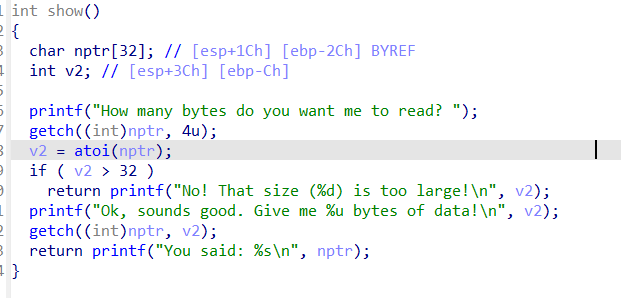 1 int show()
2 {
3   char nptr[32]; // [esp+1Ch] [ebp-2Ch] BYREF
4   int v2; // [esp+3Ch] [ebp-Ch]
5
6   printf("How many bytes do you want me to read? ");
7   getch((int)nptr, 4u);
8   v2 = atoi(nptr);
9   if ( v2 > 32 )
0     return printf("No! That size (%d) is too large!\n", v2);
1   printf("Ok, sounds good. Give me %u bytes of data!\n", v2);
2   getch((int)nptr, v2);
3   return printf("You said: %s\n", nptr);
4 }